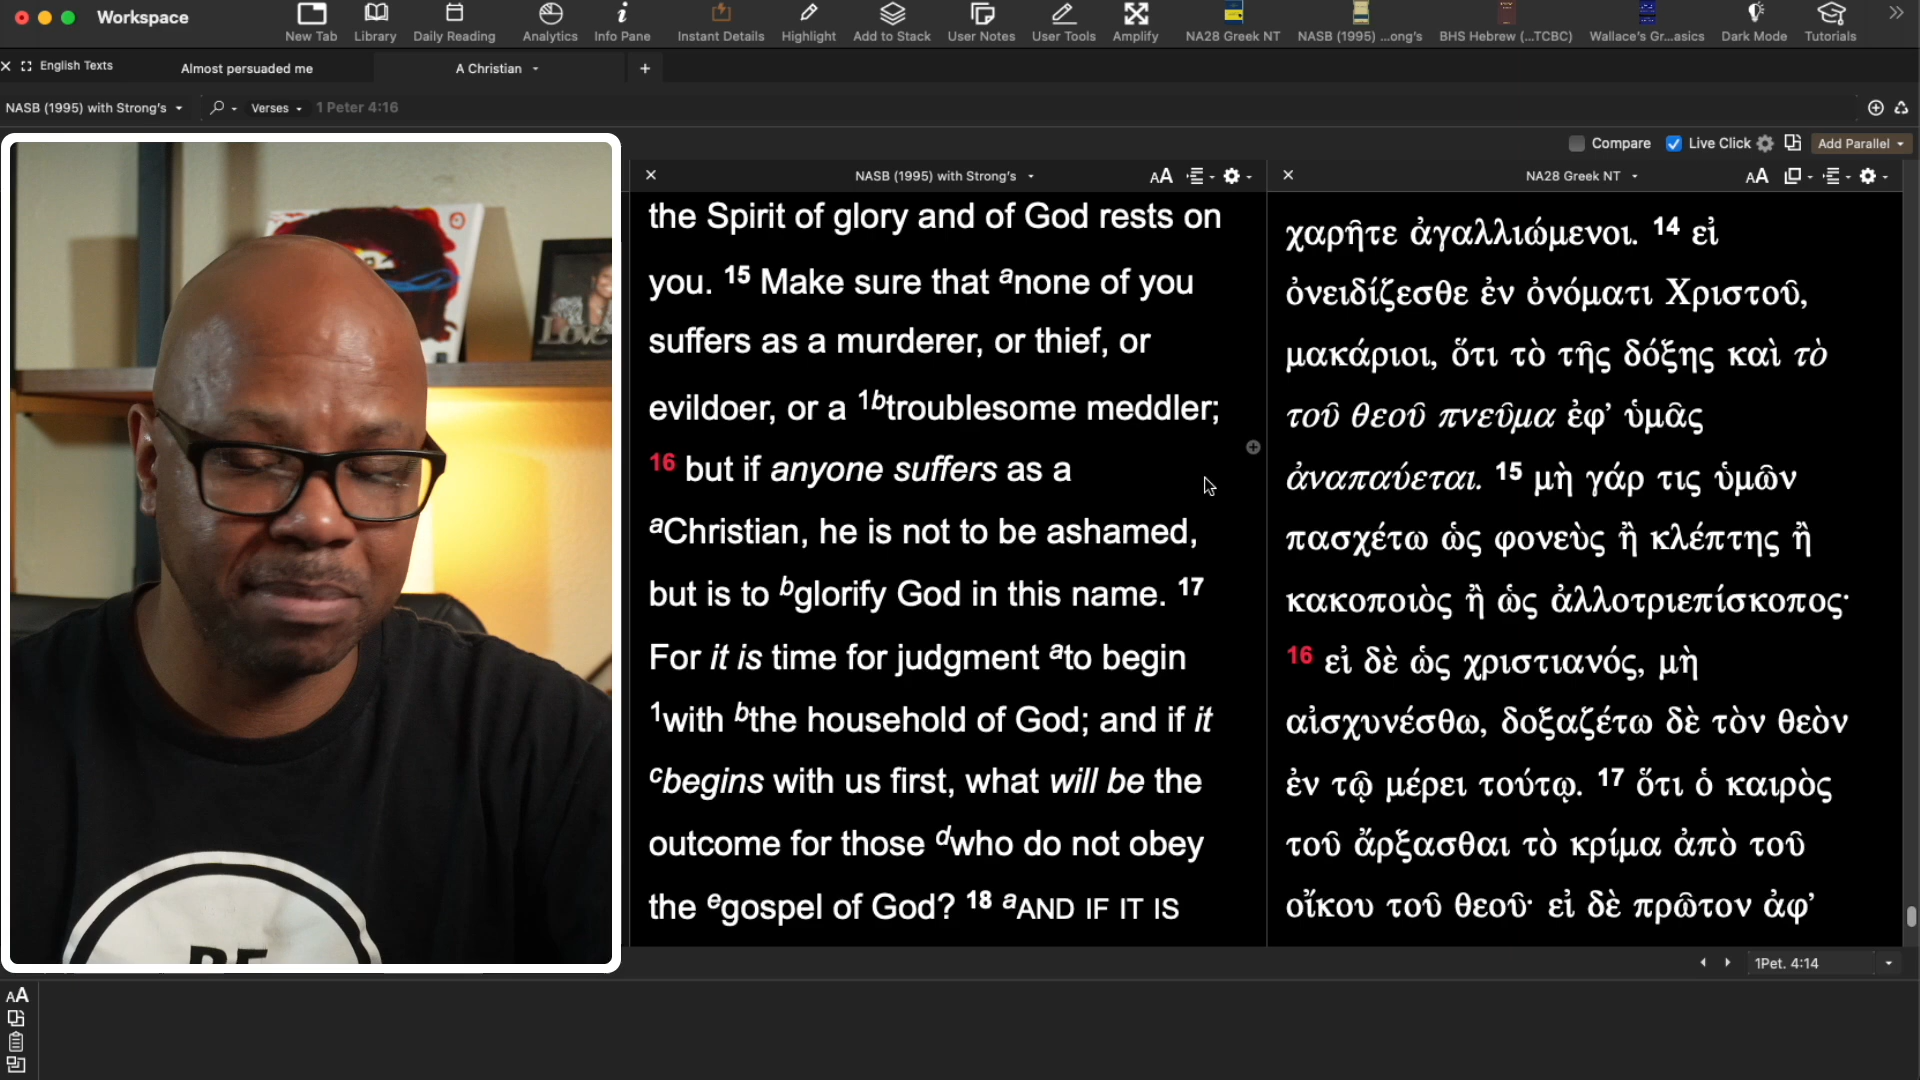 Workspace
New Tab
Library
Daily Reading
Analytics
Info Pane
Instant Details
Highlight
Add to Stack
User Notes
User Tools
Amplify
NA28 Greek NT
NASB (1995) ...ong's
BHS Hebrew (...TCBC)
Wallace's Gr...asics
Dark Mode
Tutorials
English Texts
Almost persuaded me
A Christian
NASB (1995) with Strong's
Verses
1 Peter 4:16
Compare
Live Click
Add Parallel
NASB (1995) with Strong's
AA
the Spirit of glory and of God rests on
you. 15 Make sure that anone of you
suffers as a murderer, or thief, or
evildoer, or a 1btroublesome meddler;
16 but if anyone suffers as a
aChristian, he is not to be ashamed,
but is to bglorify God in this name. 17
For it is time for judgment ato begin
1with bthe household of God; and if it
cbegins with us first, what will be the
outcome for those dwho do not obey
the egospel of God? 18 aAND IF IT IS
NA28 Greek NT
AA
χαρῆτε ἀγαλλιώμενοι. 14 εἰ
ὀνειδίζεσθε ἐν ὀνόματι Χριστοῦ,
μακάριοι, ὅτι τὸ τῆς δόξης καὶ τὸ
τοῦ θεοῦ πνεῦμα ἐφ’ ὑμᾶς
ἀναπαύεται. 15 μὴ γάρ τις ὑμῶν
πασχέτω ὡς φονεὺς ἢ κλέπτης ἢ
κακοποιὸς ἢ ὡς ἀλλοτριεπίσκοπος·
16 εἰ δὲ ὡς χριστιανός, μὴ
αἰσχυνέσθω, δοξαζέτω δὲ τὸν θεὸν
ἐν τῷ μέρει τούτῳ. 17 ὅτι ὁ καιρὸς
τοῦ ἄρξασθαι τὸ κρίμα ἀπὸ τοῦ
οἴκου τοῦ θεοῦ· εἰ δὲ πρῶτον ἀφ’
1Pet. 4:14
AA
LOVE